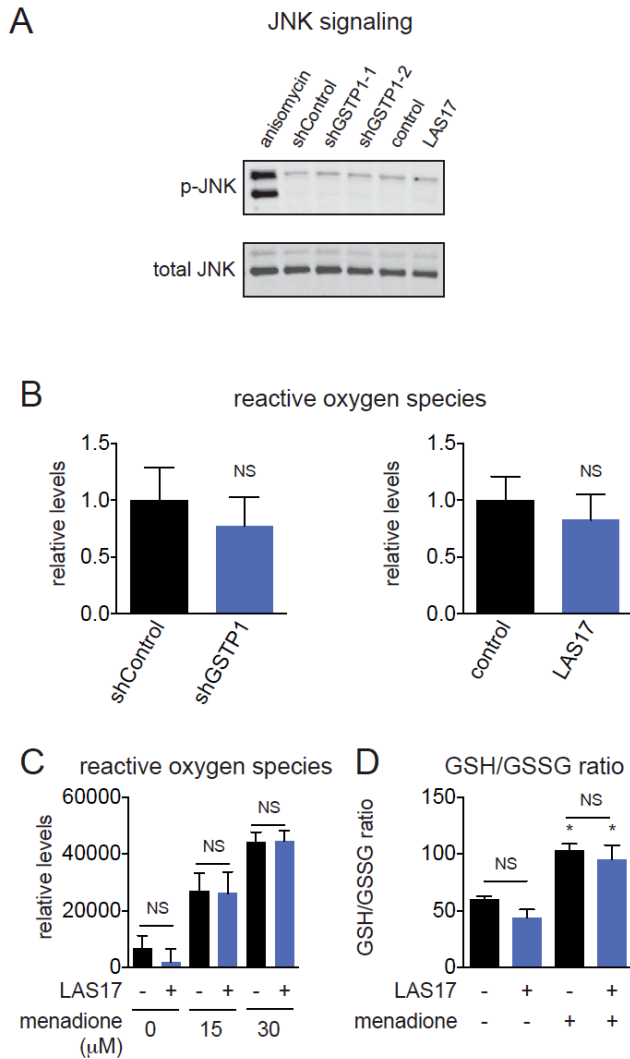 A
JNK signaling
anisomycin
shControl
shGSTP1-1
shGSTP1-2
control
LAS17
p-JNK
total JNK
B
reactive oxygen species
relative levels
1.5
1.0
0.5
0.0
NS
shControl
shGSTP1
relative levels
1.5
1.0
0.5
0.0
NS
control
LAS17
C
reactive oxygen species
relative levels
60000
40000
20000
0
NS
NS
NS
LAS17 - + - + - +
menadione 0 15 30
(μM)
D
GSH/GSSG ratio
GSH/GSSG ratio
150
100
50
0
NS
NS
* *
LAS17 - + - +
menadione - - + +